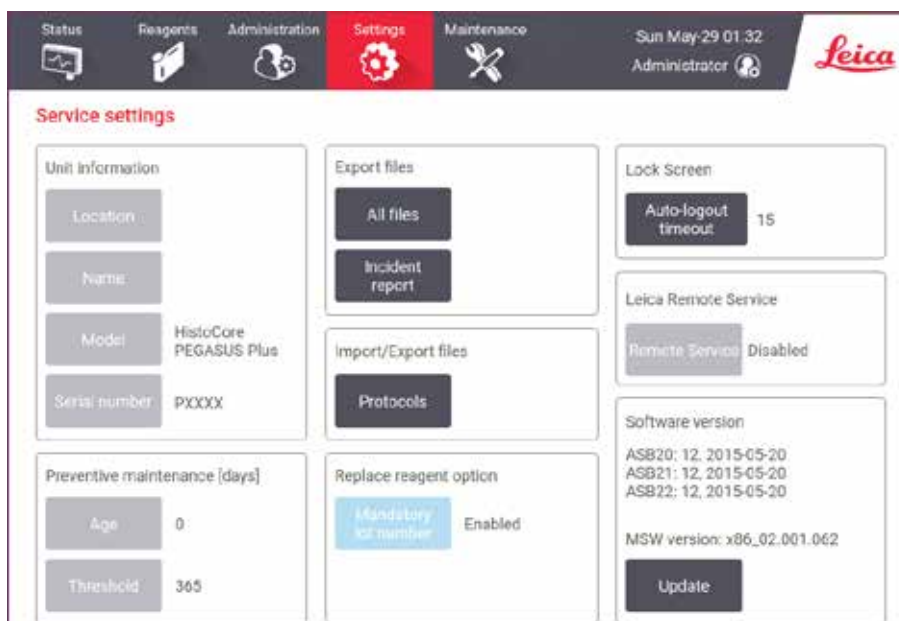 Status
Reagents
Administration
Settings
Maintenance
Sun May-29 01:32
Administrator
Leica
Service settings
Unit information
Location
Name
Model
HistoCore
PEGASUS Plus
Serial number
PXXXX
Preventive maintenance [days]
Age
0
Threshold
365
Export files
All files
Incident
report
Import/Export files
Protocols
Replace reagent option
Mandatory
lot number
Enabled
Lock Screen
Auto-logout
timeout
15
Leica Remote Service
Remote Service
Disabled
Software version
ASB20: 12, 2015-05-20
ASB21: 12, 2015-05-20
ASB22: 12, 2015-05-20
MSW version: x86_02.001.062
Update